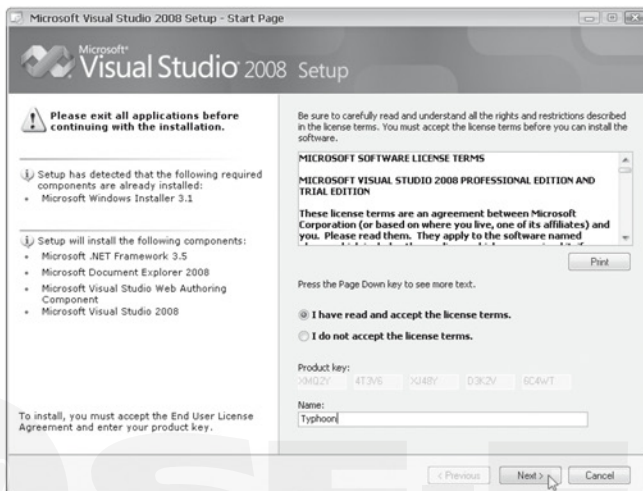 Microsoft Visual Studio 2008 Setup - Start Page
Microsoft®
Visual Studio 2008 Setup
Please exit all applications before
continuing with the installation.
Setup has detected that the following required
components are already installed:
• Microsoft Windows Installer 3.1
Setup will install the following components:
• Microsoft .NET Framework 3.5
• Microsoft Document Explorer 2008
• Microsoft Visual Studio Web Authoring
Component
• Microsoft Visual Studio 2008
To install, you must accept the End User License
Agreement and enter your product key.
Be sure to carefully read and understand all the rights and restrictions described
in the license terms. You must accept the license terms before you can install the
software.
MICROSOFT SOFTWARE LICENSE TERMS
MICROSOFT VISUAL STUDIO 2008 PROFESSIONAL EDITION AND
TRIAL EDITION
These license terms are an agreement between Microsoft
Corporation (or based on where you live, one of its affiliates) and
you. Please read them. They apply to the software named
Print
Press the Page Down key to see more text.
I have read and accept the license terms.
I do not accept the license terms.
Product key:
Name:
Typhoon
< Previous
Next >
Cancel